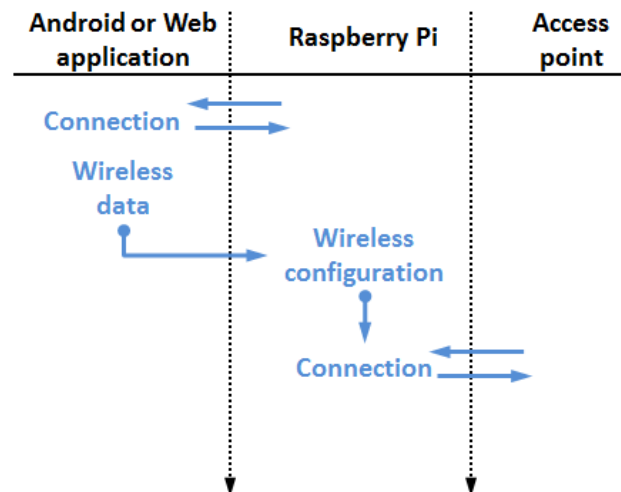 Android or Web
application
Raspberry Pi
Access
point
Connection
Wireless
data
Wireless
configuration
Connection